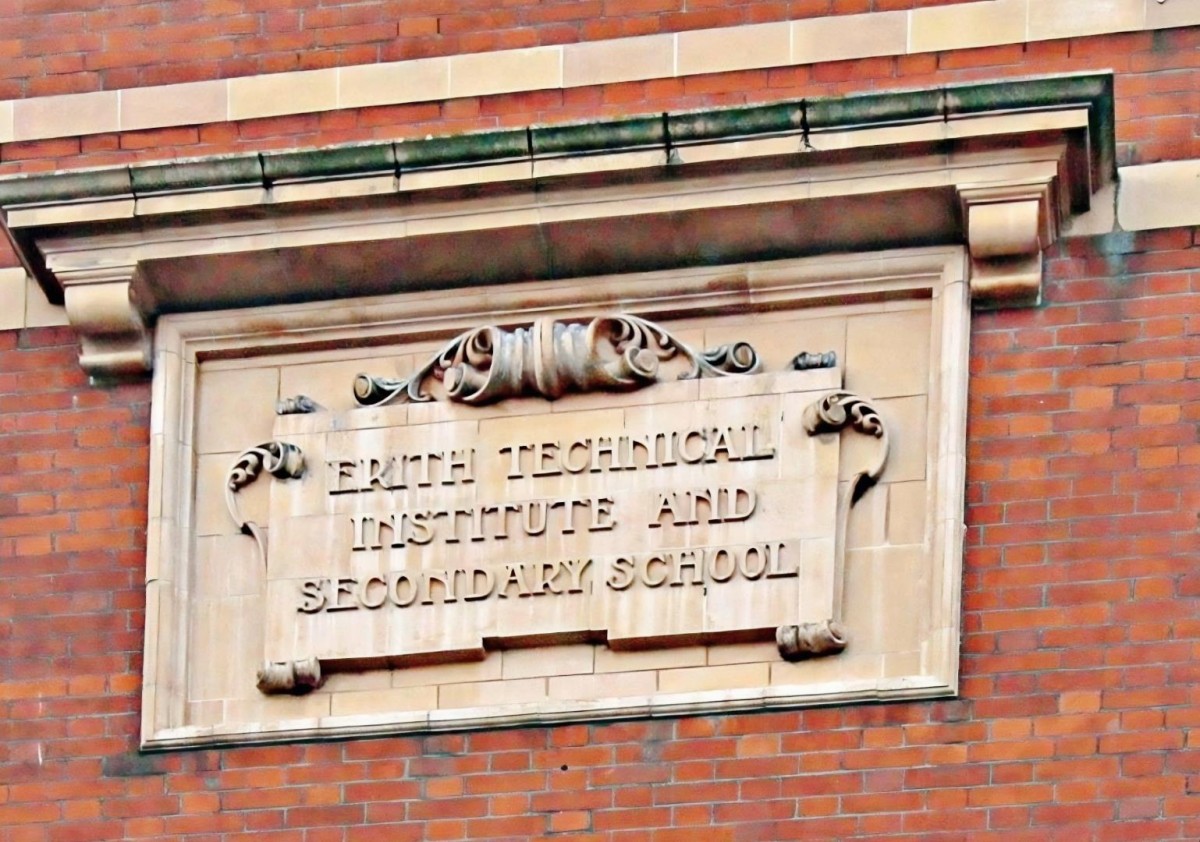 ERITH TECHNICAL
INSTITUTE AND
SECONDARY SCHOOL